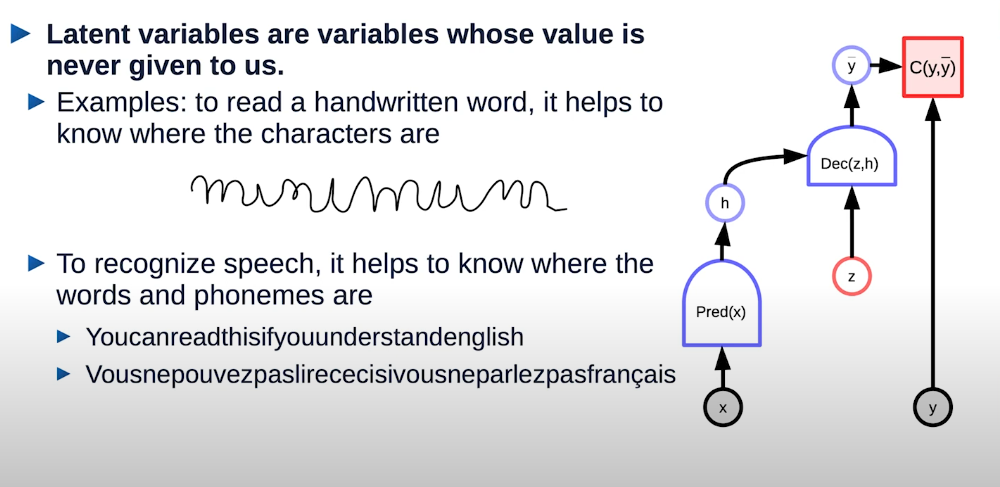 Latent variables are variables whose value is
never given to us.
Examples: to read a handwritten word, it helps to
know where the characters are
minimum
To recognize speech, it helps to know where the
words and phonemes are
Youcanreadthisifyouunderstandenglish
Vousnepouvezpaslirececisivousneparlezpasfrançais
ȳ
C(y,ȳ)
Dec(z,h)
h
z
Pred(x)
x
y